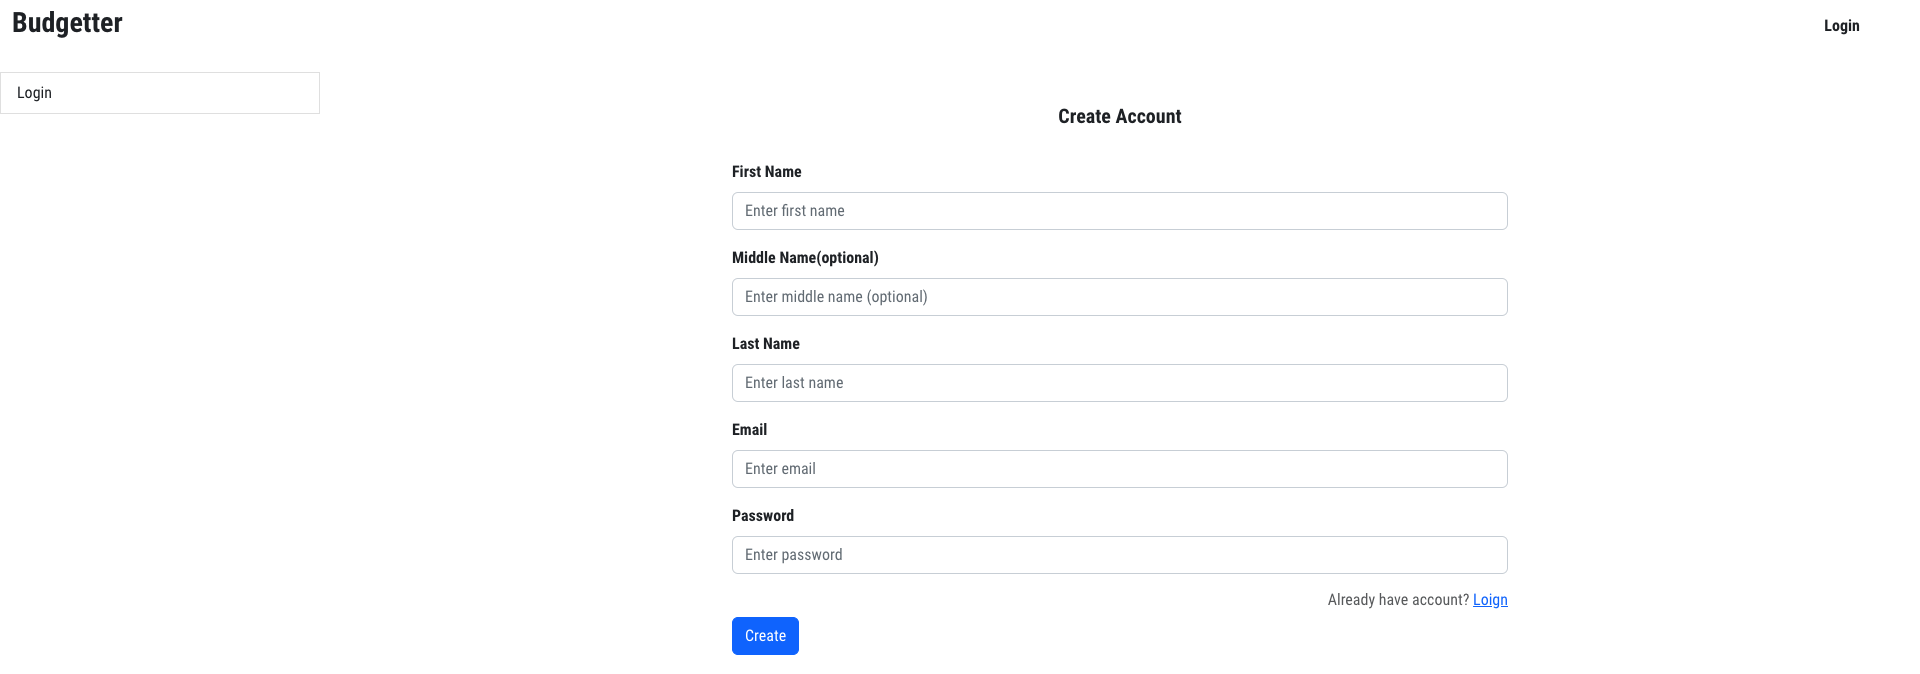 Budgetter
Login
Login
Create Account
First Name
Enter first name
Middle Name(optional)
Enter middle name (optional)
Last Name
Enter last name
Email
Enter email
Password
Enter password
Already have account? Loign
Create